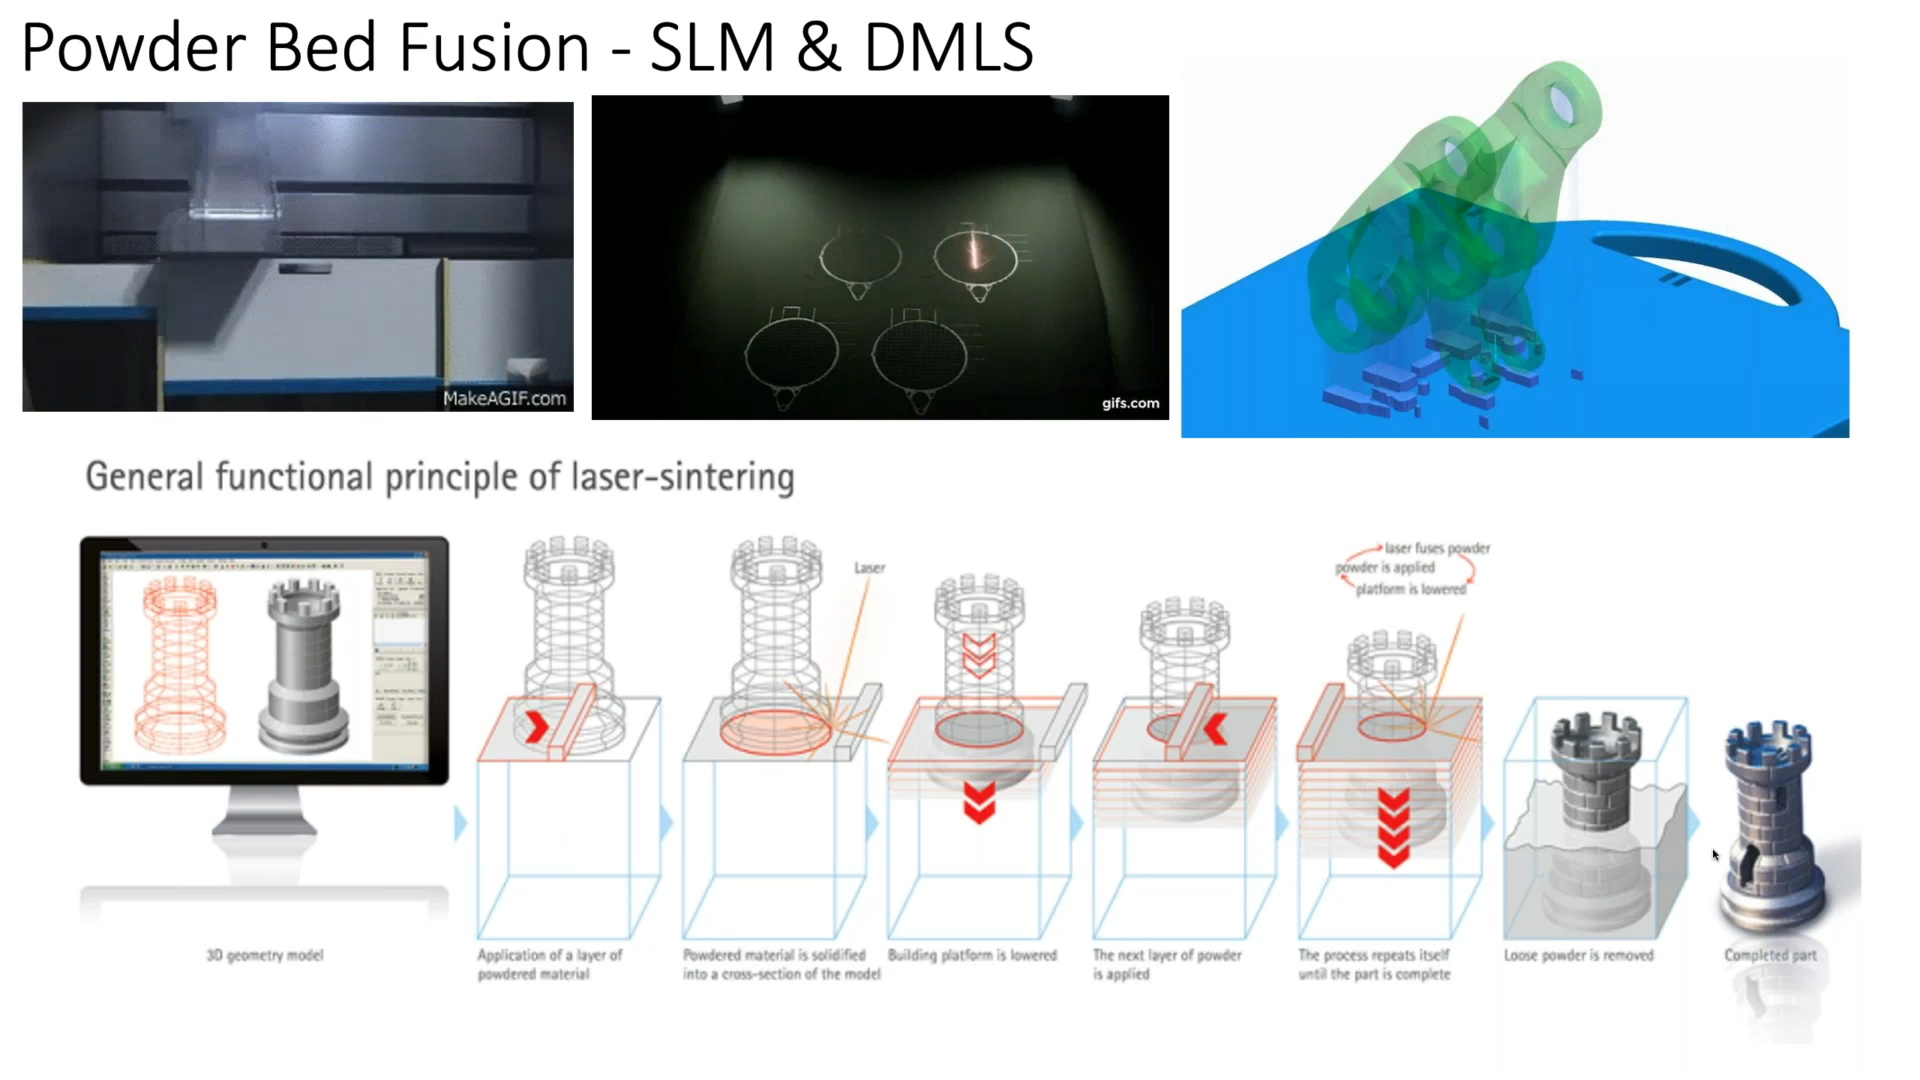 Powder Bed Fusion - SLM & DMLS
MakeAGIF.com
gifs.com
General functional principle of laser-sintering
Laser
laser fuses powder
powder is applied
platform is lowered
3D geometry model
Application of a layer of
powdered material
Powdered material is solidified
into a cross-section of the model
Building platform is lowered
The next layer of powder
is applied
The process repeats itself
until the part is complete
Loose powder is removed
Completed part